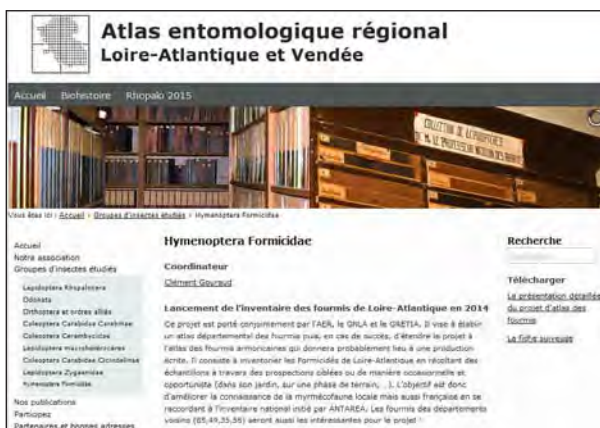 Atlas entomologique régional
Loire-Atlantique et Vendée
Accueil Biohistoire Rhopalo 2015
COLLECTION DE LÉPIDOPTÈRES
Vous êtes ici : Accueil › Groupes d'insectes étudiés › Hymenoptera Formicidae
Accueil
Notre association
Groupes d'insectes étudiés
Lepidoptera Rhopalocera
Odonata
Orthoptera et ordres alliés
Coleoptera Carabidae Carabinae
Coleoptera Cerambycidae
Lepidoptera macrohétérocères
Coleoptera Carabidae Cicindelinae
Lepidoptera Zygaenidae
Hymenoptera Formicidae
Nos publications
Participez
Partenaires et bonnes adresses
Hymenoptera Formicidae
Coordinateur
Clément Gouraud
Lancement de l'inventaire des fourmis de Loire-Atlantique en 2014
Ce projet est porté conjointement par l'AER, le GNLA et le GRETIA. Il vise à établir
un atlas départemental des fourmis puis, en cas de succès, d'étendre le projet à
l'atlas des fourmis armoricaines qui donnera probablement lieu à une production
écrite. Il consiste à inventorier les Formicidés de Loire-Atlantique en récoltant des
échantillons à travers des prospections ciblées ou de manière occasionnelle et
opportuniste (dans son jardin, sur une phase de terrain, ...). L'objectif est donc
d'améliorer la connaissance de la myrmécofaune locale mais aussi française en se
raccordant à l'inventaire national initié par ANTAREA. Les fourmis des départements
voisins (85,49,35,56) seront aussi les intéressantes pour le projet !
Recherche
Télécharger
La présentation détaillée
du projet d'atlas des
fourmis